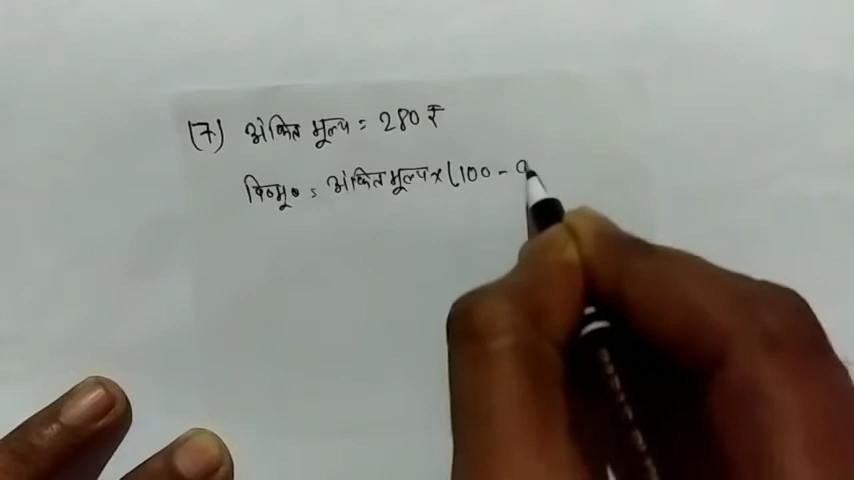 (7) अंकित मूल्य = 280 ₹
वि०मू० = अंकित मूल्य × (100 -